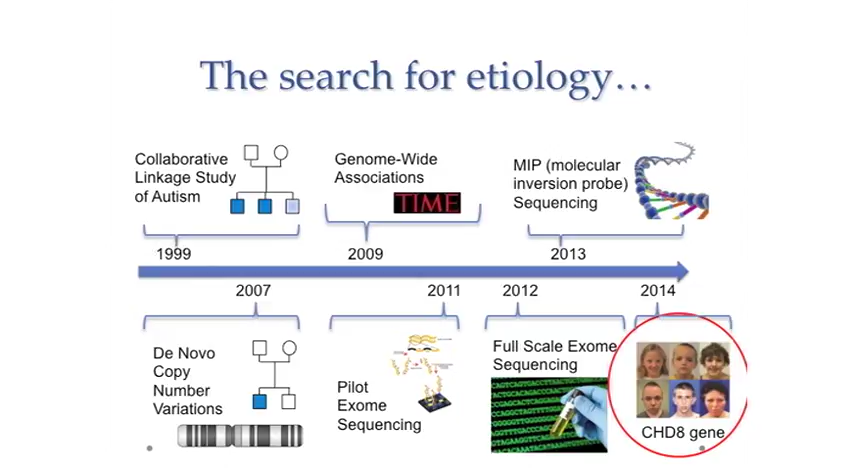 The search for etiology…
Collaborative
Linkage Study
of Autism
Genome-Wide
Associations
TIME
MIP (molecular
inversion probe)
Sequencing
1999
2009
2013
2007
2011
2012
2014
De Novo
Copy
Number
Variations
Pilot
Exome
Sequencing
Full Scale Exome
Sequencing
CHD8 gene